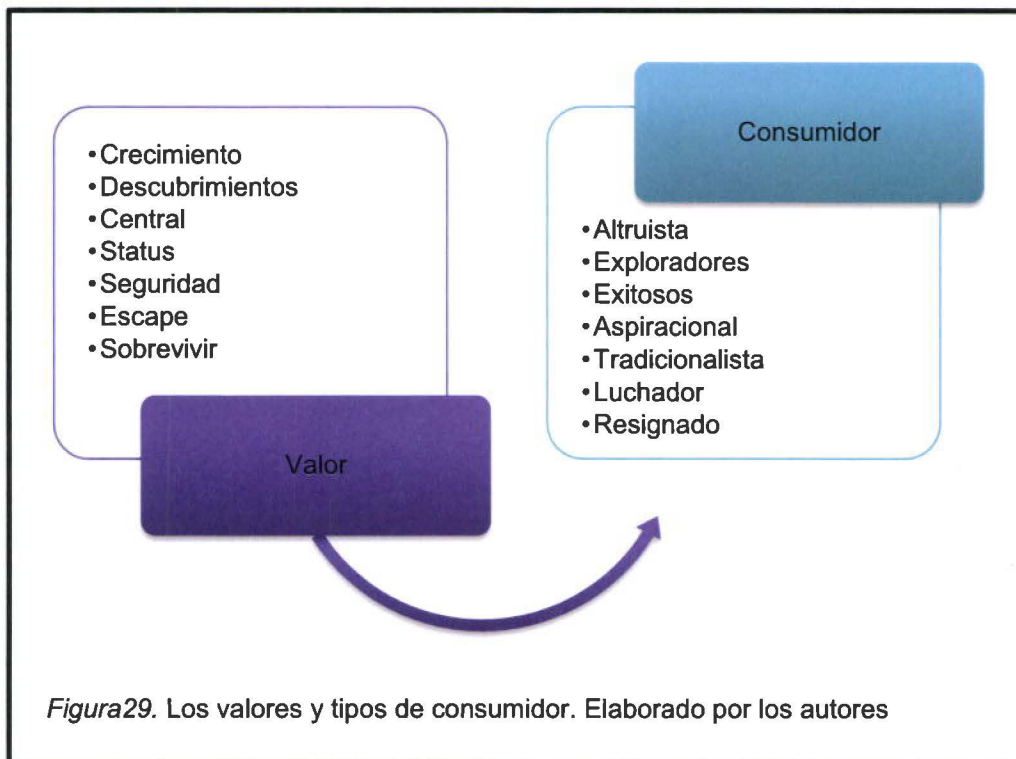 •Crecimiento
•Descubrimientos
•Central
•Status
•Seguridad
•Escape
•Sobrevivir
Valor
Consumidor
•Altruista
•Exploradores
•Exitosos
•Aspiracional
•Tradicionalista
•Luchador
•Resignado
Figura29. Los valores y tipos de consumidor. Elaborado por los autores